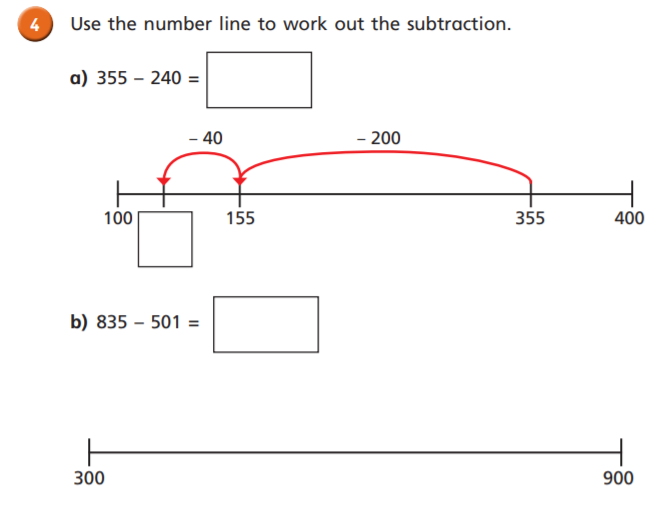 4 Use the number line to work out the subtraction.
a) 355 – 240 =
– 40 – 200
100 155 355 400
b) 835 – 501 =
300 900